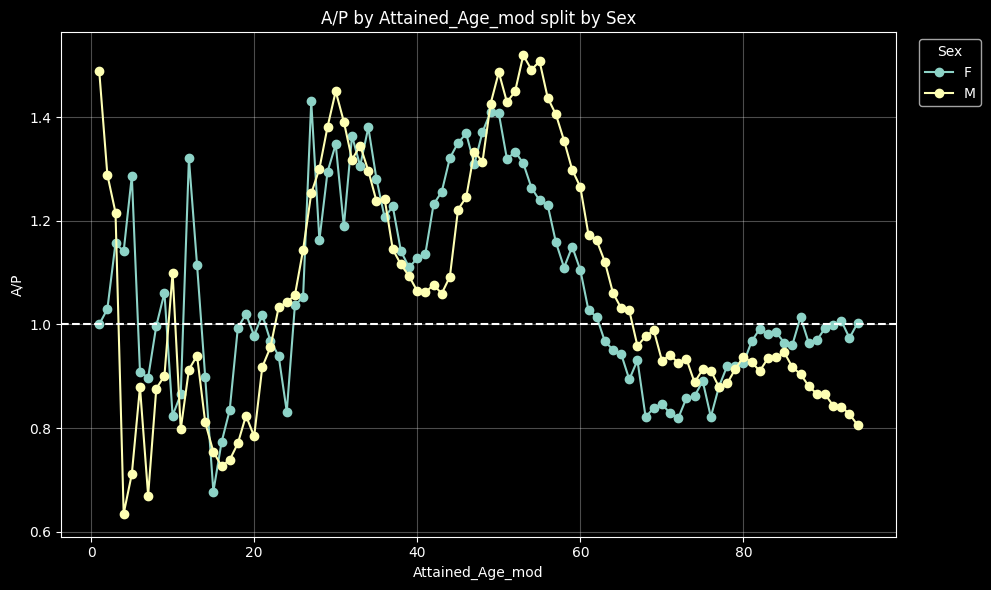 A/P by Attained_Age_mod split by Sex
Sex
F
M
1.4
1.2
1.0
0.8
0.6
A/P
0
20
40
60
80
Attained_Age_mod